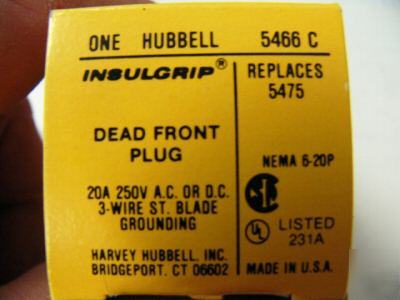 ONE HUBBELL 5466 C
INSULGRIP®
REPLACES
5475
DEAD FRONT
PLUG
NEMA 6-20P
20A 250V A.C. OR D.C.
3-WIRE ST. BLADE
GROUNDING
UL LISTED
231A
HARVEY HUBBELL, INC.
BRIDGEPORT, CT 06602
MADE IN U.S.A.